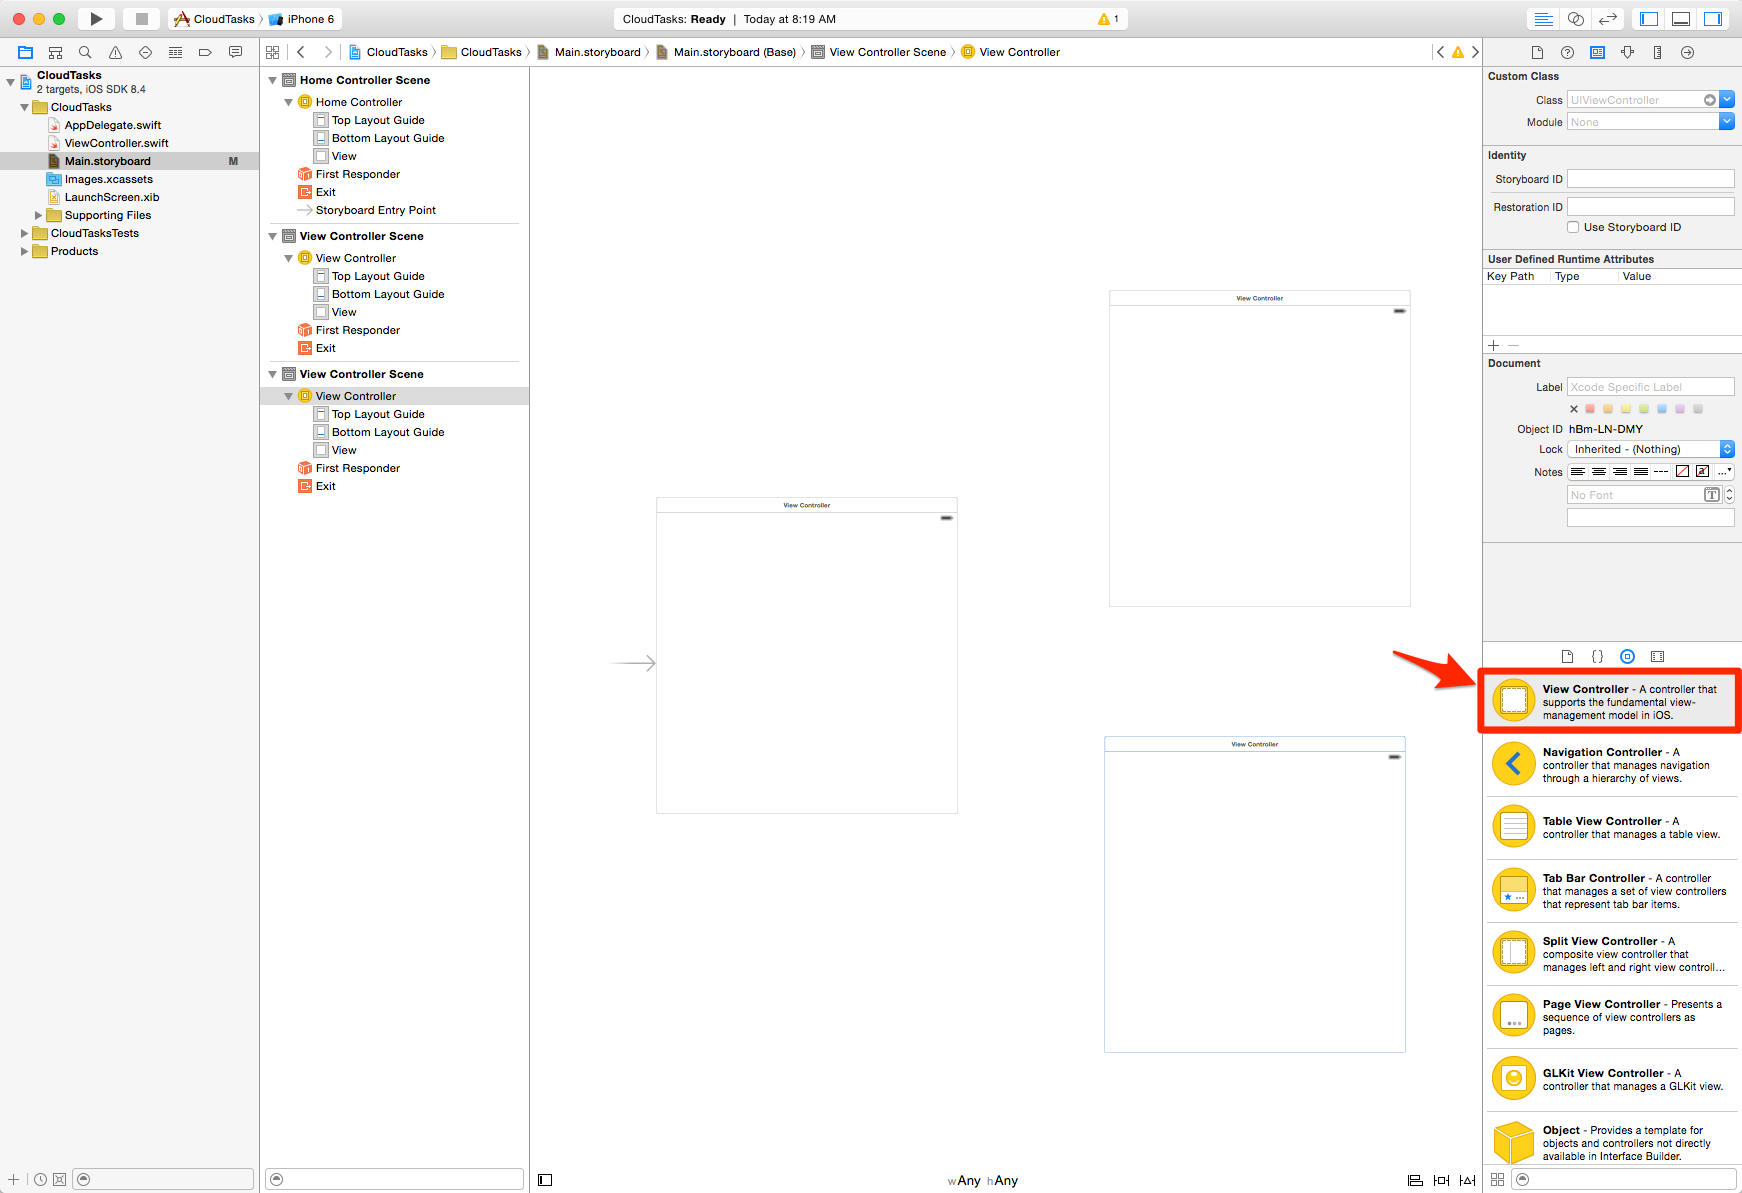 CloudTasks
iPhone 6
CloudTasks: Ready | Today at 8:19 AM
1
CloudTasks
CloudTasks
Main.storyboard
Main.storyboard (Base)
View Controller Scene
View Controller
CloudTasks
2 targets, iOS SDK 8.4
CloudTasks
AppDelegate.swift
ViewController.swift
Main.storyboard
M
Images.xcassets
LaunchScreen.xib
Supporting Files
CloudTasksTests
Products
Home Controller Scene
Home Controller
Top Layout Guide
Bottom Layout Guide
View
First Responder
Exit
Storyboard Entry Point
View Controller Scene
View Controller
Top Layout Guide
Bottom Layout Guide
View
First Responder
Exit
View Controller Scene
View Controller
Top Layout Guide
Bottom Layout Guide
View
First Responder
Exit
View Controller
View Controller
View Controller
wAny hAny
Custom Class
Class UIViewController
Module None
Identity
Storyboard ID
Restoration ID
Use Storyboard ID
User Defined Runtime Attributes
Key Path Type Value
Document
Label Xcode Specific Label
Object ID hBm-LN-DMY
Lock Inherited - (Nothing)
Notes
No Font
View Controller - A controller that
supports the fundamental view-
management model in iOS.
Navigation Controller - A
controller that manages navigation
through a hierarchy of views.
Table View Controller - A
controller that manages a table view.
Tab Bar Controller - A controller
that manages a set of view controllers
that represent tab bar items.
Split View Controller - A
composite view controller that
manages left and right view controll...
Page View Controller - Presents a
sequence of view controllers as
pages.
GLKit View Controller - A
controller that manages a GLKit view.
Object - Provides a template for
objects and controllers not directly
available in Interface Builder.